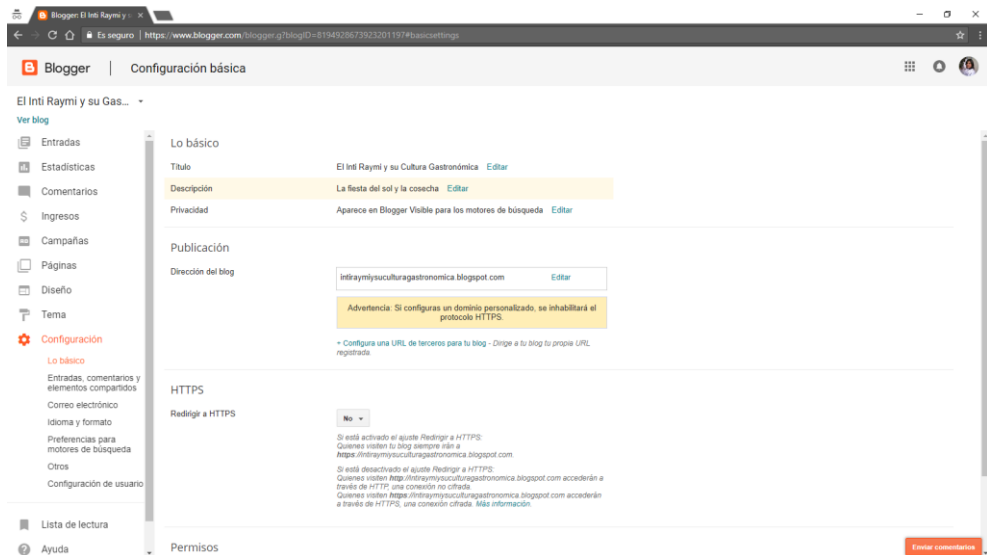 Blogger: El Inti Raymi y s
Es seguro | https://www.blogger.com/blogger.g?blogID=8194928673923201197#basicsettings
Blogger | Configuración básica
El Inti Raymi y su Gas...
Ver blog
Entradas
Estadísticas
Comentarios
Ingresos
Campañas
Páginas
Diseño
Tema
Configuración
Lo básico
Entradas, comentarios y
elementos compartidos
Correo electrónico
Idioma y formato
Preferencias para
motores de búsqueda
Otros
Configuración de usuario
Lista de lectura
Ayuda
Lo básico
Título El Inti Raymi y su Cultura Gastronómica Editar
Descripción La fiesta del sol y la cosecha Editar
Privacidad Aparece en Blogger Visible para los motores de búsqueda Editar
Publicación
Dirección del blog intiraymiysuculturagastronomica.blogspot.com Editar
Advertencia: Si configuras un dominio personalizado, se inhabilitará el
protocolo HTTPS.
+ Configura una URL de terceros para tu blog - Dirige a tu blog tu propia URL
registrada.
HTTPS
Redirigir a HTTPS No
Si está activado el ajuste Redirigir a HTTPS:
Quienes visiten tu blog siempre irán a
https://intiraymiysuculturagastronomica.blogspot.com.
Si está desactivado el ajuste Redirigir a HTTPS:
Quienes visiten http://intiraymiysuculturagastronomica.blogspot.com accederán a
través de HTTP, una conexión no cifrada.
Quienes visiten https://intiraymiysuculturagastronomica.blogspot.com accederán
a través de HTTPS, una conexión cifrada. Más información.
Permisos
Enviar comentarios